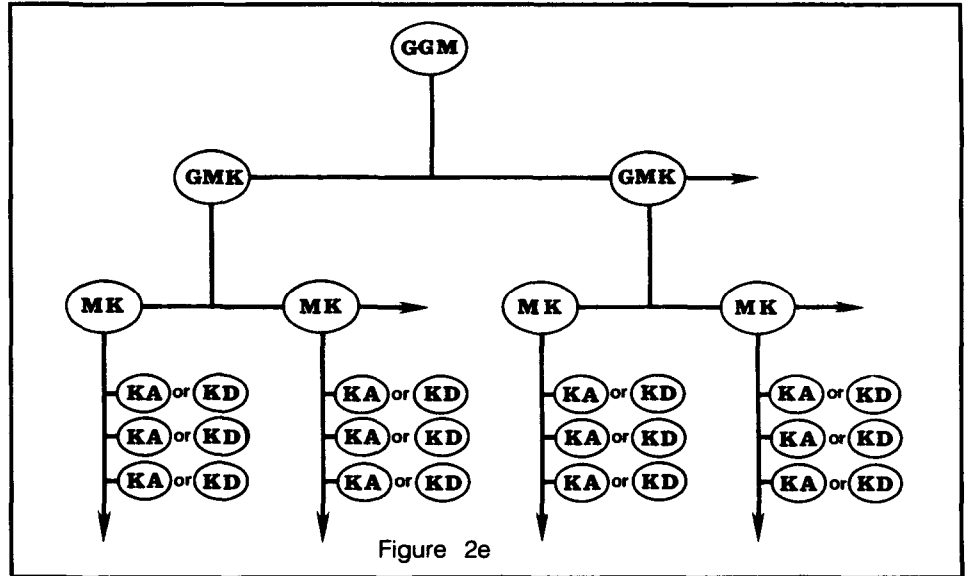 GGM
GMK GMK
MK MK MK MK
KA or KD KA or KD KA or KD KA or KD
KA or KD KA or KD KA or KD KA or KD
KA or KD KA or KD KA or KD KA or KD
Figure 2e